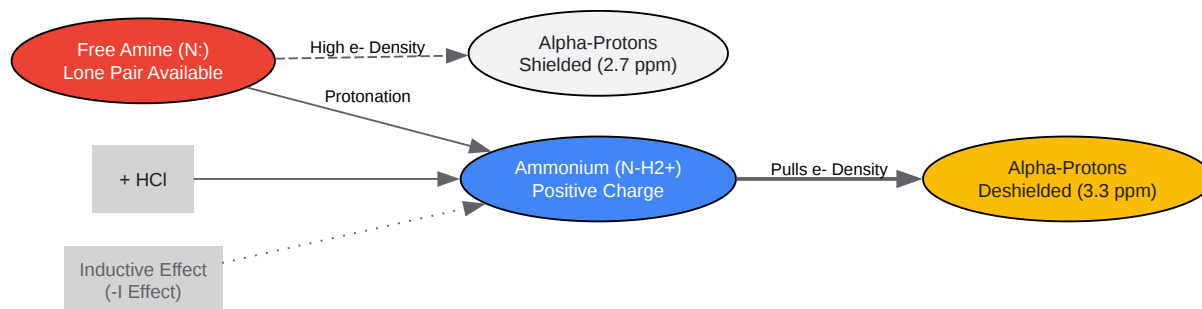 Free Amine (N:)
Lone Pair Available
High e- Density
Alpha-Protons
Shielded (2.7 ppm)
Protonation
+ HCl
Ammonium (N-H2+)
Positive Charge
Pulls e- Density
Alpha-Protons
Deshielded (3.3 ppm)
Inductive Effect
(-I Effect)